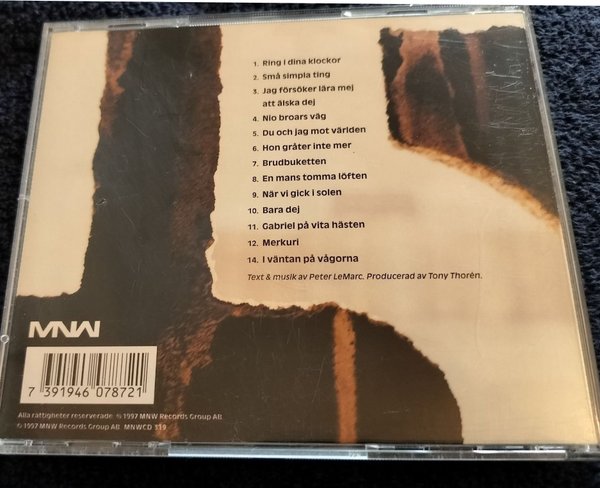 1. Ring i dina klockor
2. Små simpla ting
3. Jag försöker lära mej
att älska dej
4. Nio broars väg
5. Du och jag mot världen
6. Hon gråter inte mer
7. Brudbuketten
8. En mans tomma löften
9. När vi gick i solen
10. Bara dej
11. Gabriel på vita hästen
12. Merkuri
14. I väntan på vågorna
Text & musik av Peter LeMarc. Producerad av Tony Thorén.
MNW
7 391946 078721
Alla rättigheter reserverade. ℗ 1997 MNW Records Group AB
© 1997 MNW Records Group AB MNWCD 319